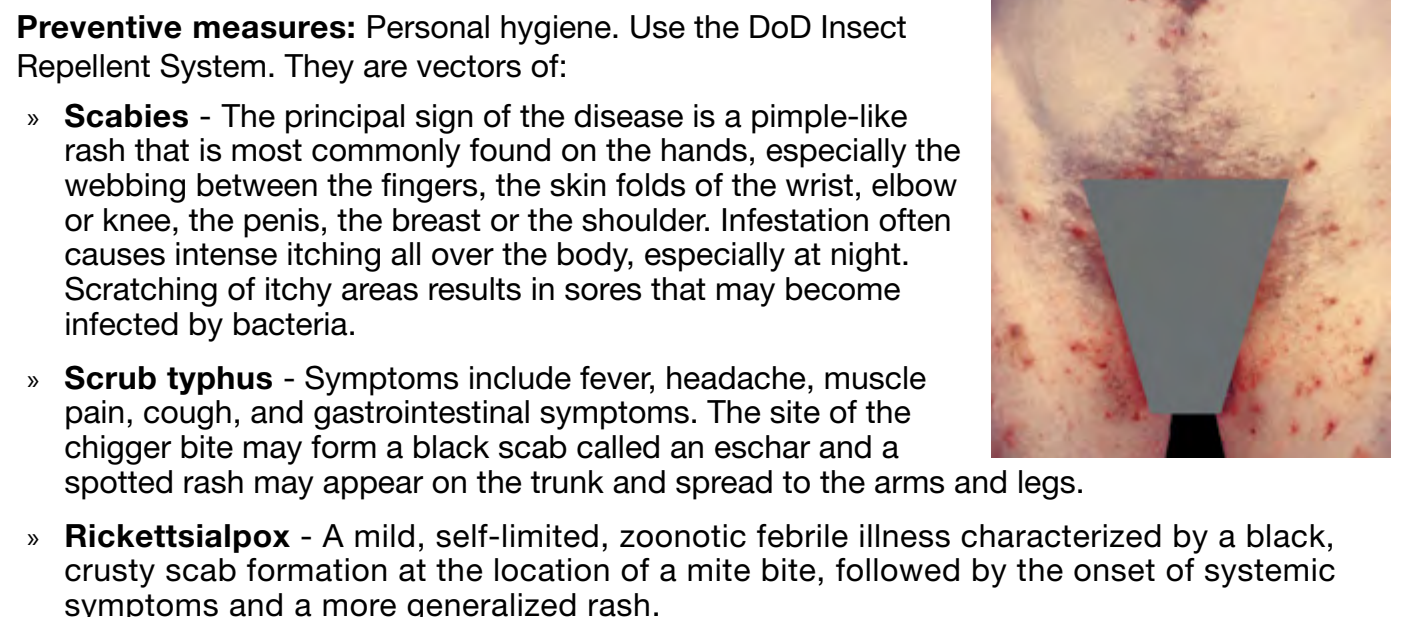 Preventive measures: Personal hygiene. Use the DoD Insect
Repellent System. They are vectors of:
» Scabies - The principal sign of the disease is a pimple-like
rash that is most commonly found on the hands, especially the
webbing between the fingers, the skin folds of the wrist, elbow
or knee, the penis, the breast or the shoulder. Infestation often
causes intense itching all over the body, especially at night.
Scratching of itchy areas results in sores that may become
infected by bacteria.
» Scrub typhus - Symptoms include fever, headache, muscle
pain, cough, and gastrointestinal symptoms. The site of the
chigger bite may form a black scab called an eschar and a
spotted rash may appear on the trunk and spread to the arms and legs.
» Rickettsialpox - A mild, self-limited, zoonotic febrile illness characterized by a black,
crusty scab formation at the location of a mite bite, followed by the onset of systemic
symptoms and a more generalized rash.